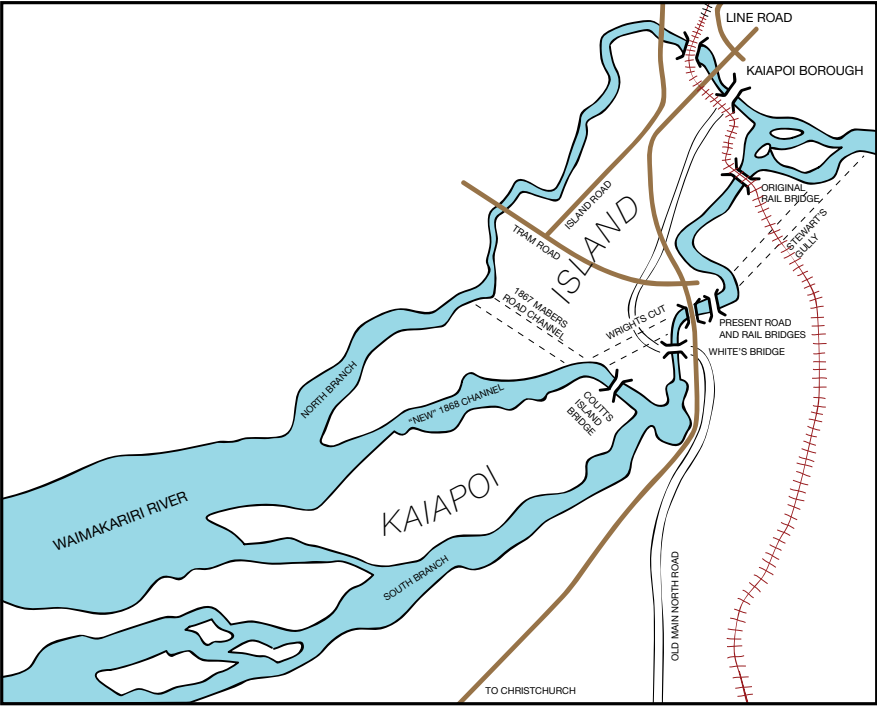 LINE ROAD
KAIAPOI BOROUGH
ORIGINAL
RAIL BRIDGE
STEWART'S
GULLY
ISLAND ROAD
ISLAND
TRAM ROAD
1867 MABERS
ROAD CHANNEL
WRIGHTS CUT
PRESENT ROAD
AND RAIL BRIDGES
WHITE'S BRIDGE
NORTH BRANCH
"NEW" 1868 CHANNEL
COUTTS
ISLAND
BRIDGE
KAIAPOI
WAIMAKARIRI RIVER
SOUTH BRANCH
OLD MAIN NORTH ROAD
TO CHRISTCHURCH